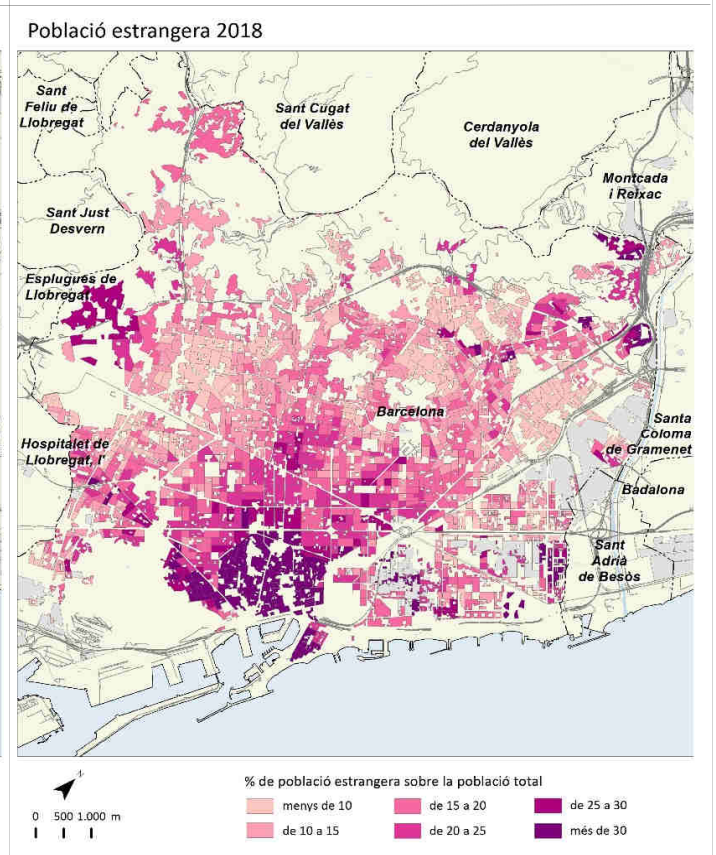 Població estrangera 2018
Sant
Feliu de
Llobregat
Sant Cugat
del Vallès
Cerdanyola
del Vallès
Montcada
i Reixac
Sant Just
Desvern
Esplugues de
Llobregat
Barcelona
Hospitalet de
Llobregat, l'
Santa
Coloma
de Gramenet
Badalona
Sant
Adrià
de Besòs
N
0 500 1.000 m
% de població estrangera sobre la població total
menys de 10
de 15 a 20
de 25 a 30
de 10 a 15
de 20 a 25
més de 30